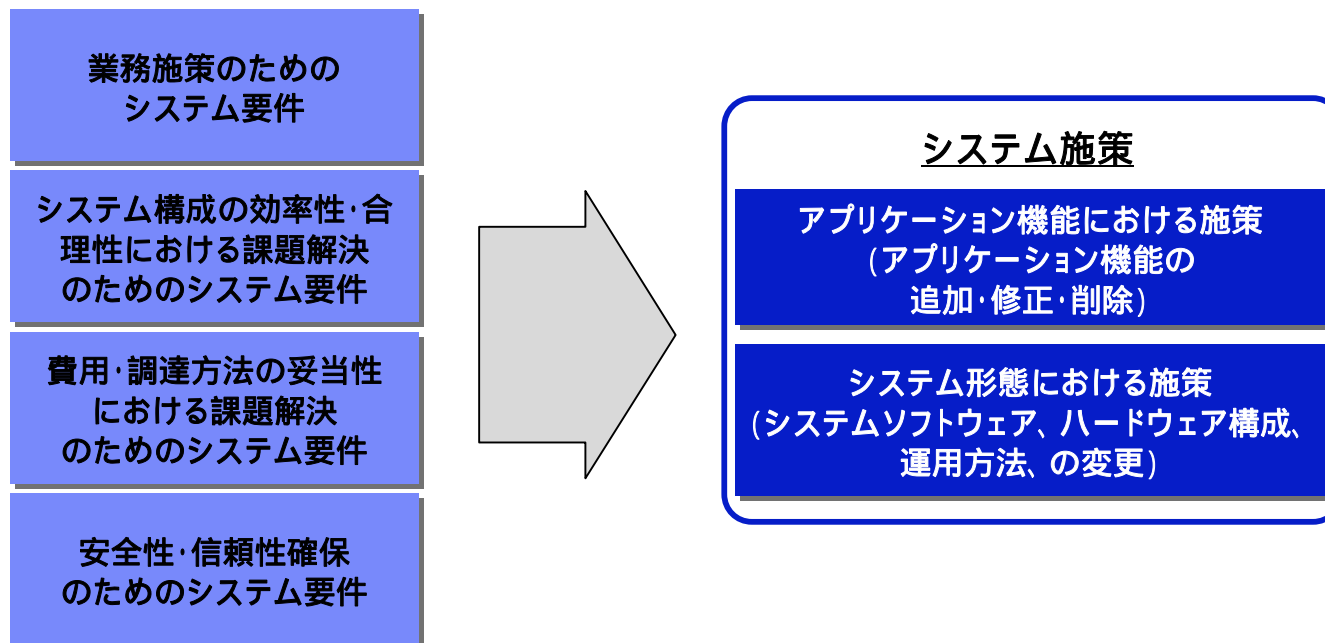 業務施策のための
システム要件
システム構成の効率性・合
理性における課題解決
のためのシステム要件
費用・調達方法の妥当性
における課題解決
のためのシステム要件
安全性・信頼性確保
のためのシステム要件
システム施策
アプリケーション機能における施策
(アプリケーション機能の
追加・修正・削除)
システム形態における施策
(システムソフトウェア、ハードウェア構成、
運用方法、の変更)